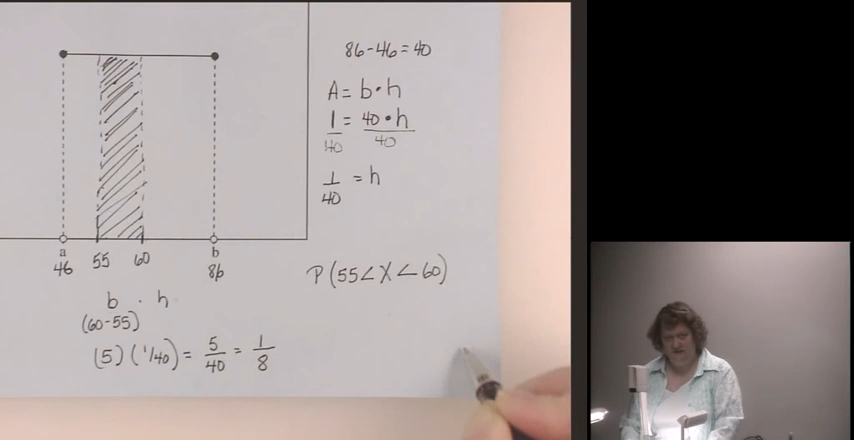 86-46=40
A = b•h
1 = 40•h
40 40
1 = h
40
a b
46 55 60 86
P(55<X<60)
b • h
(60-55)
(5)(1/40) = 5 = 1
40 8